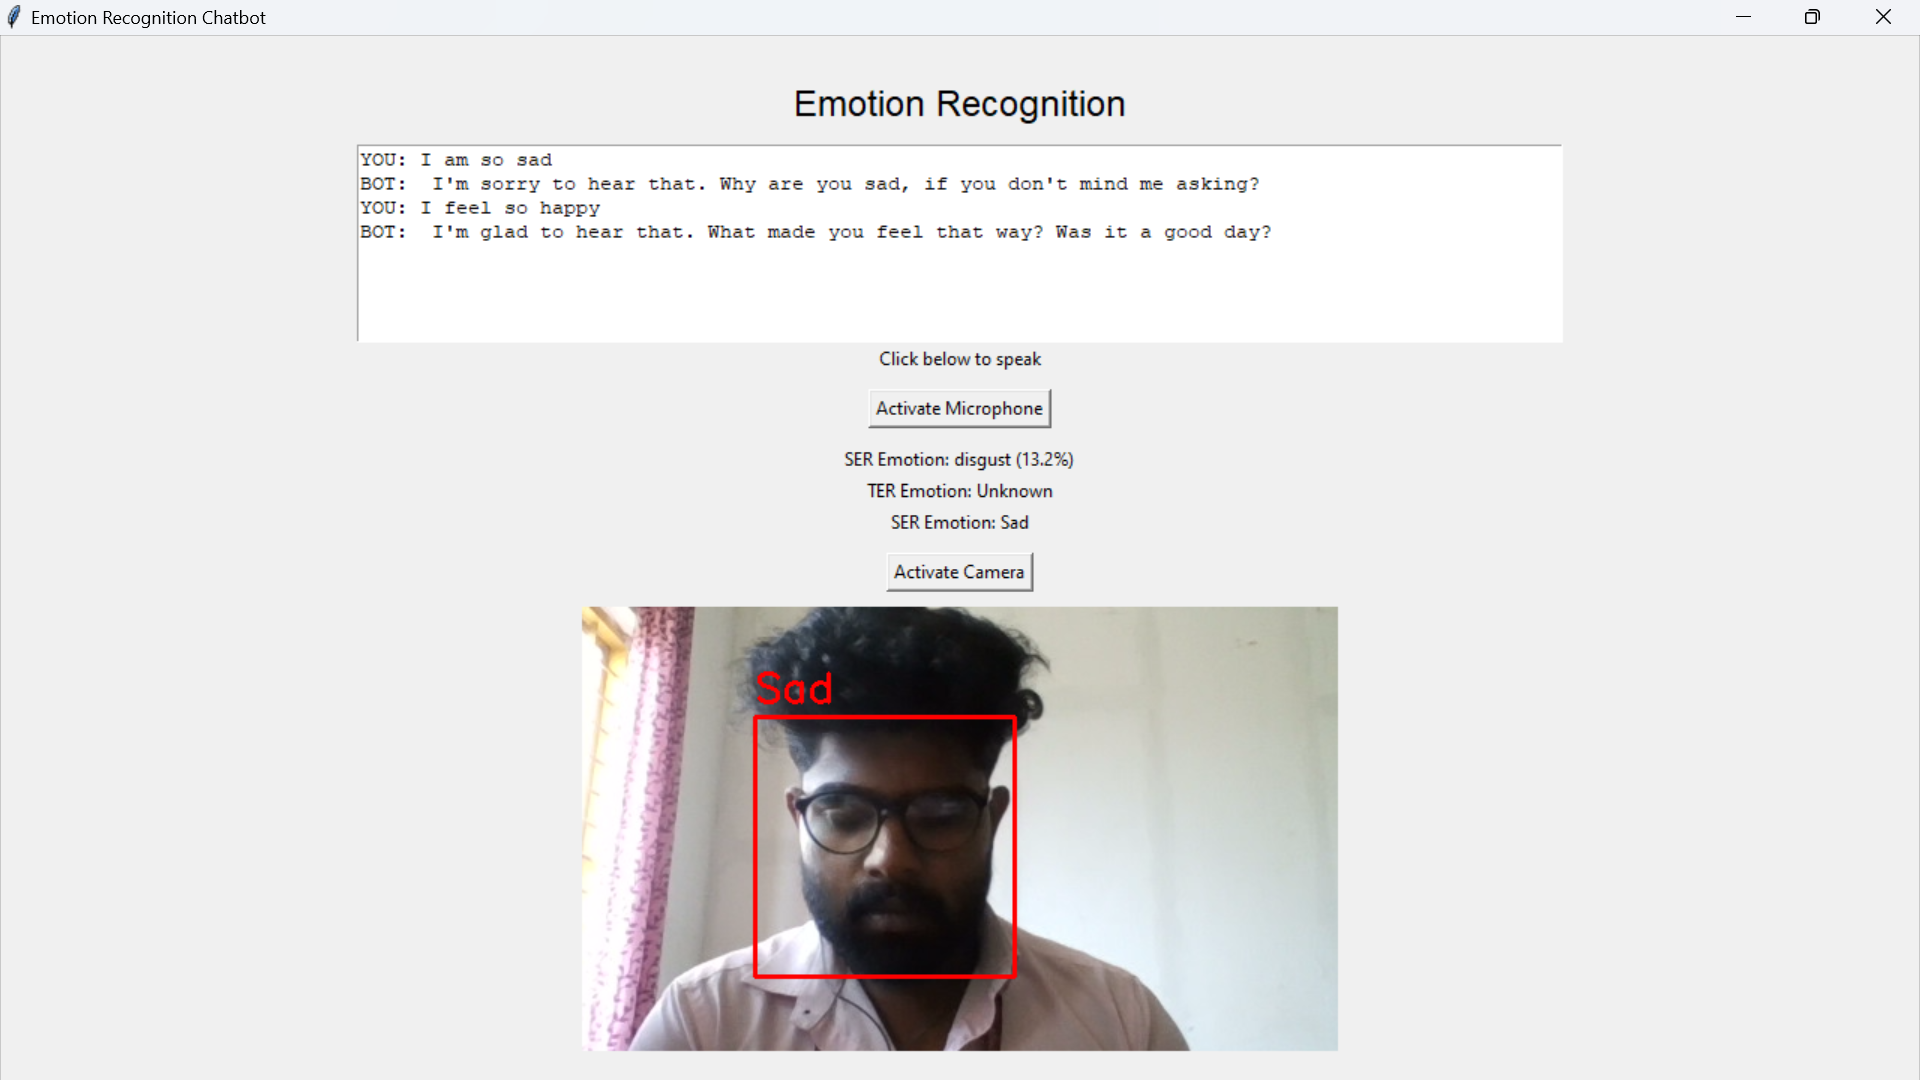 Emotion Recognition Chatbot
Emotion Recognition
YOU: I am so sad
BOT:  I'm sorry to hear that. Why are you sad, if you don't mind me asking?
YOU: I feel so happy
BOT:  I'm glad to hear that. What made you feel that way? Was it a good day?
Click below to speak
Activate Microphone
SER Emotion: disgust (13.2%)
TER Emotion: Unknown
SER Emotion: Sad
Activate Camera
Sad